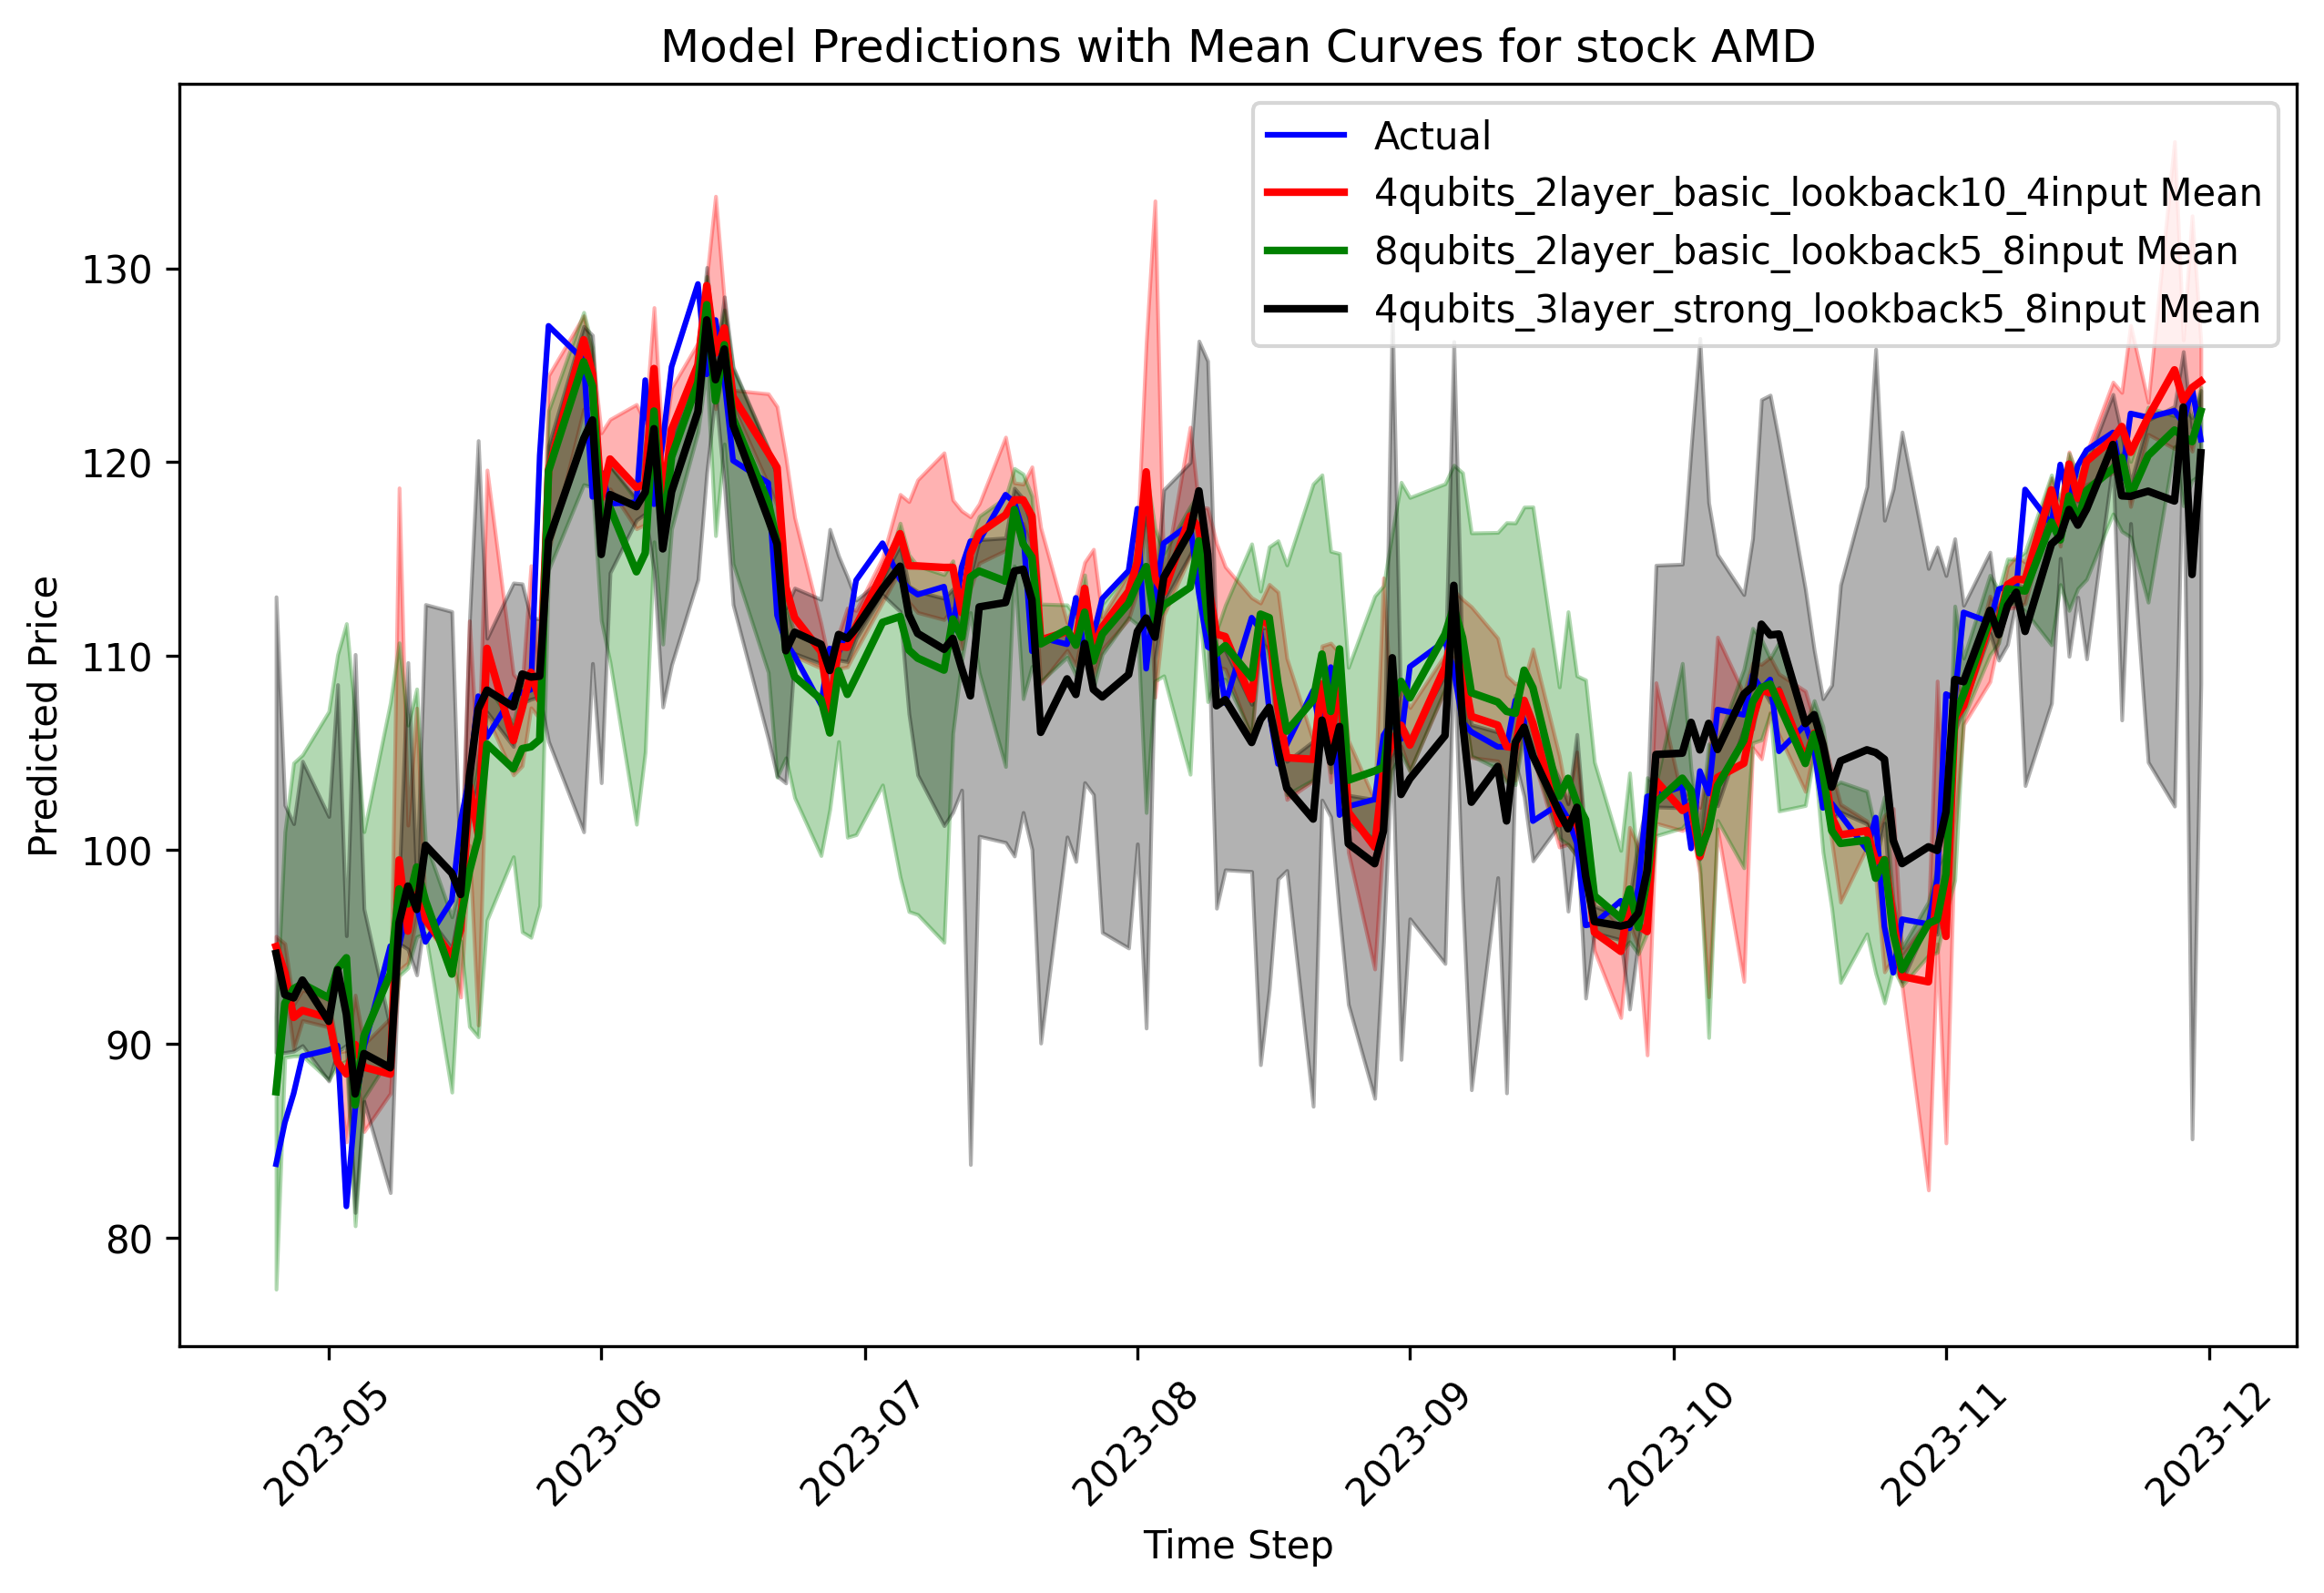 Model Predictions with Mean Curves for stock AMD
Actual
4qubits_2layer_basic_lookback10_4input Mean
8qubits_2layer_basic_lookback5_8input Mean
4qubits_3layer_strong_lookback5_8input Mean
Predicted Price
130
120
110
100
90
80
2023-05
2023-06
2023-07
2023-08
2023-09
2023-10
2023-11
2023-12
Time Step